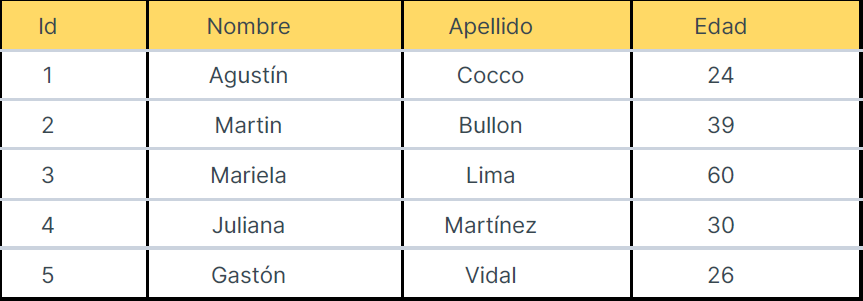 Id Nombre Apellido Edad
1 Agustín Cocco 24
2 Martin Bullon 39
3 Mariela Lima 60
4 Juliana Martínez 30
5 Gastón Vidal 26